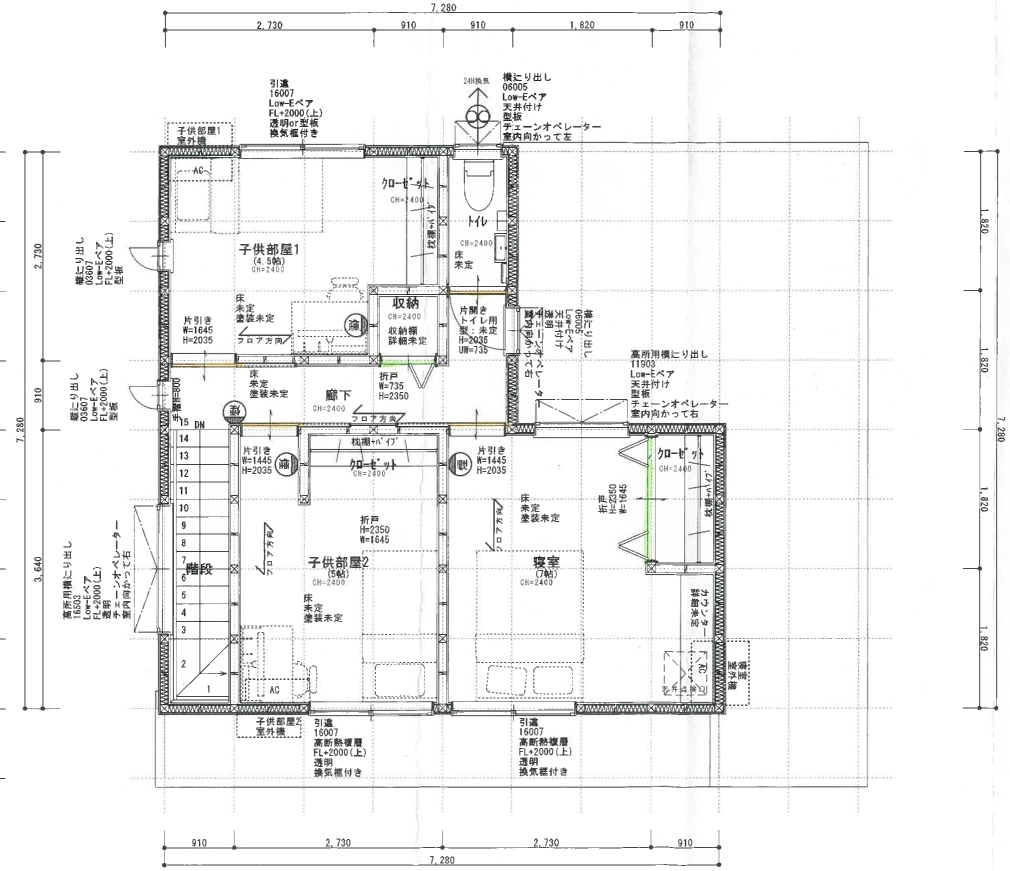 7,280
2,730
910
910
1,820
910
引違
16007
Low-Eペア
FL+2000(上)
透明or型板
換気框付き
24H換気
横辷り出し
06005
Low-Eペア
天井付け
型板
チェーンオペレーター
室内向かって左
子供部屋1
室外機
AC
クローゼット
CH=2400
枕棚+パイプ
トイレ
CH=2400
床
未定
子供部屋1
(4.5帖)
CH=2400
縦辷り出し
03607
Low-Eペア
FL+2000(上)
型板
2,730
7,280
910
3,640
1,820
1,820
1,820
1,820
7,280
床
未定
塗装未定
片引き
W=1645
H=2035
フロア方向
収納
CH=2400
収納棚
詳細未定
片開き
トイレ用
型:未定
H=2035
UW=735
横辷り出し
06005
Low-Eペア
天井付け
透明
チェーンオペレーター
室内向かって右
高所用横辷り出し
11903
Low-Eペア
天井付け
型板
チェーンオペレーター
室内向かって右
縦辷り出し
03607
Low-Eペア
FL+2000(上)
型板
手摺H=800
床
未定
塗装未定
廊下
CH=2400
折戸
W=735
H=2350
フロア方向
DN
15
14
13
12
11
10
9
8
7
6
5
4
3
2
1
階段
片引き
W=1445
H=2035
枕棚+パイプ
クローゼット
CH=2400
片引き
W=1445
H=2035
クローゼット
CH=2400
枕棚+パイプ
折戸
H=2350
W=1645
床
未定
塗装未定
フロア方向
折戸
H=2350
W=1645
フロア方向
高所用横辷り出し
16503
Low-Eペア
FL+2000(上)
透明
チェーンオペレーター
室内向かって右
子供部屋2
(5帖)
CH=2400
床
未定
塗装未定
寝室
(7帖)
CH=2400
カウンター
詳細未定
AC
天井点検口
寝室
室外機
AC
子供部屋2
室外機
引違
16007
高断熱複層
FL+2000(上)
透明
換気框付き
引違
16007
高断熱複層
FL+2000(上)
透明
換気框付き
910
2,730
2,730
910
7,280